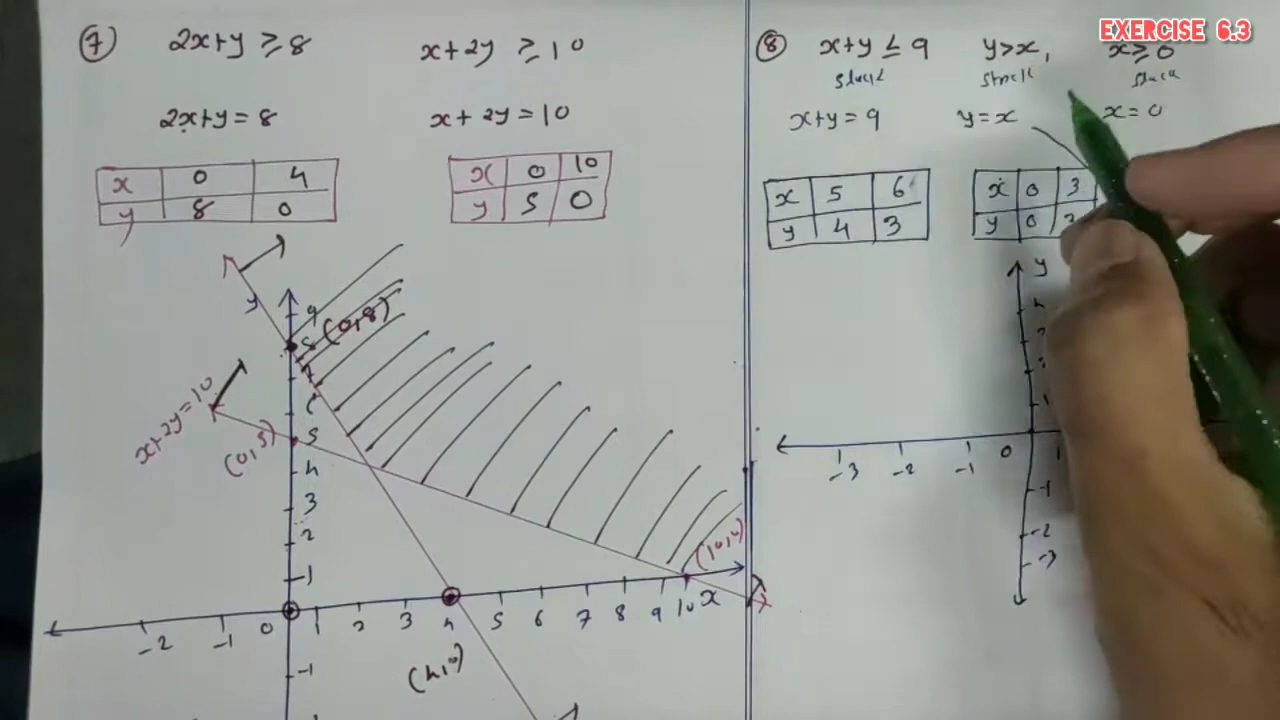 EXERCISE 6.3
7 2x+y ≥ 8 x+2y ≥ 10
2x+y = 8 x+2y = 10
x 0 4
y 8 0
x 0 10
y 5 0
y
9
8 (0,8)
7
6
5
4
3
2
1
-1
x+2y=10
(0,5)
(10,0)
-2 -1 0 1 2 3 4 5 6 7 8 9 10 x
(4,0)
8 x+y ≤ 9 y>x, x≥0
x+y = 9 y=x x=0
x 5 6
y 4 3
x 0 3
y 0
y
-3 -2 -1 0 1
-1
-2
-3